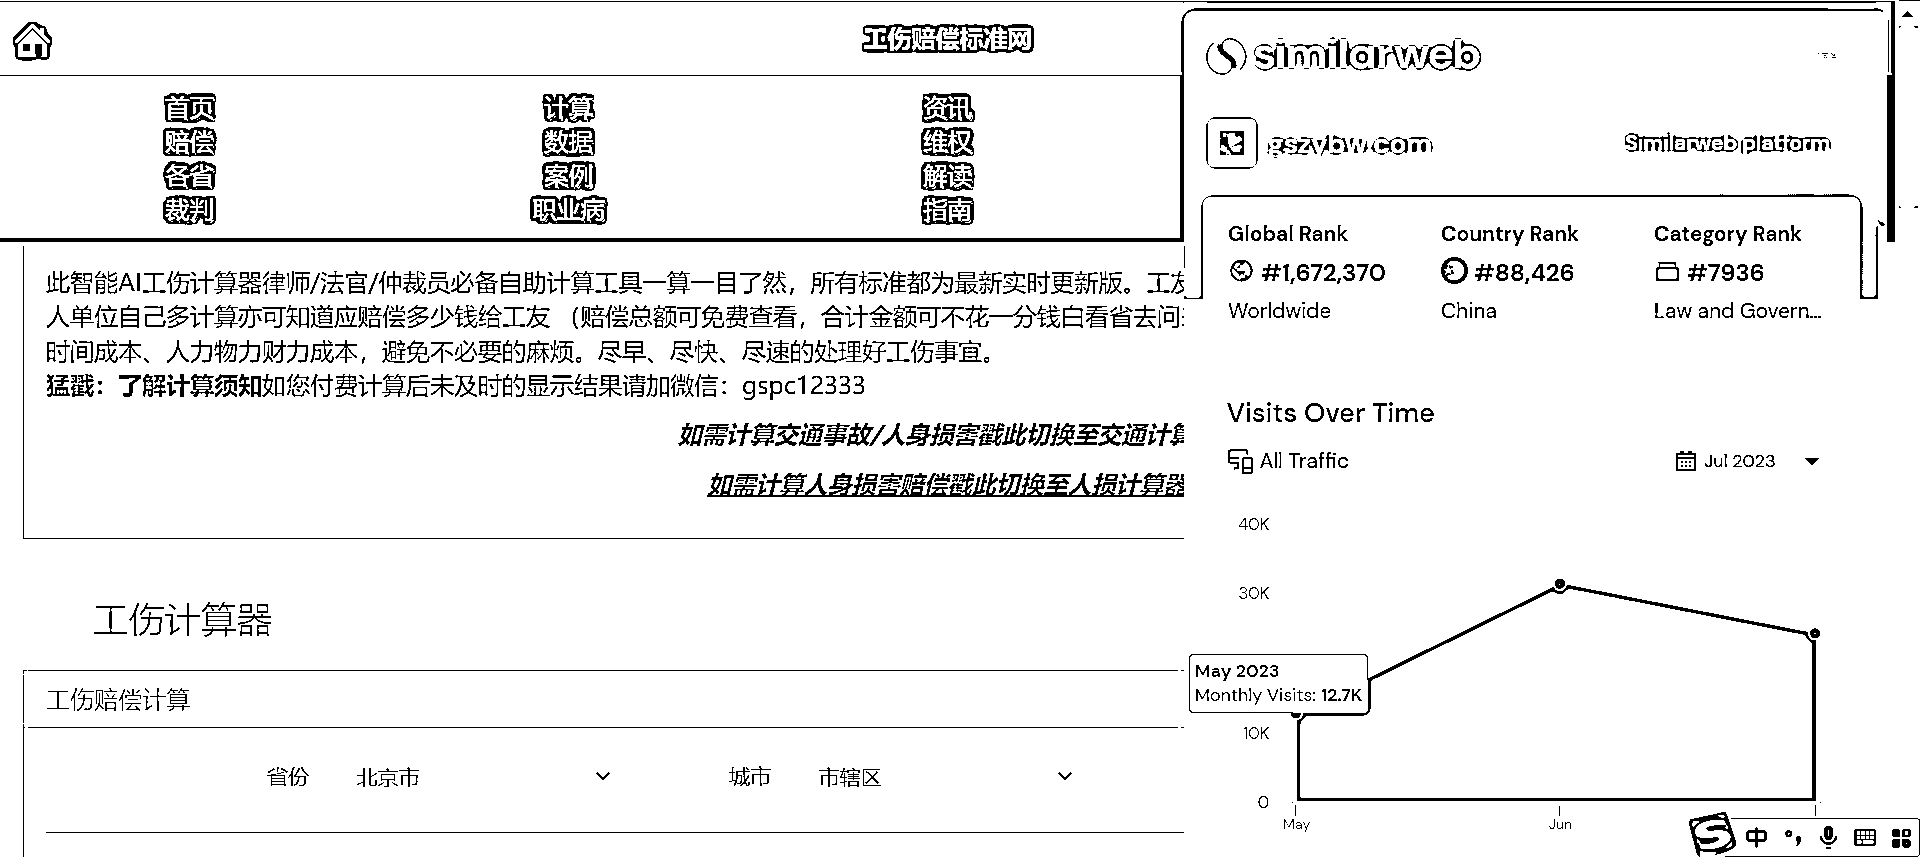 工伤赔偿标准网
首页 计算 资讯
赔偿 数据 维权
各省 案例 解读
裁判 职业病 指南
此智能AI工伤计算器律师/法官/仲裁员必备自助计算工具一算一目了然，所有标准都为最新实时更新版。工友
人单位自己多计算亦可知道应赔偿多少钱给工友 （赔偿总额可免费查看，合计金额可不花一分钱白看省去问
时间成本、人力物力财力成本，避免不必要的麻烦。尽早、尽快、尽速的处理好工伤事宜。
猛戳：了解计算须知如您付费计算后未及时的显示结果请加微信：gspc12333
如需计算交通事故/人身损害戳此切换至交通计算
如需计算人身损害赔偿戳此切换至人损计算器
工伤计算器
工伤赔偿计算
省份 北京市 城市 市辖区
similarweb
gszybw.com Similarweb platform
Global Rank Country Rank Category Rank
#1,672,370 #88,426 #7936
Worldwide China Law and Govern...
Visits Over Time
All Traffic Jul 2023
40K
30K
May 2023
Monthly Visits: 12.7K
10K
0
May Jun
中